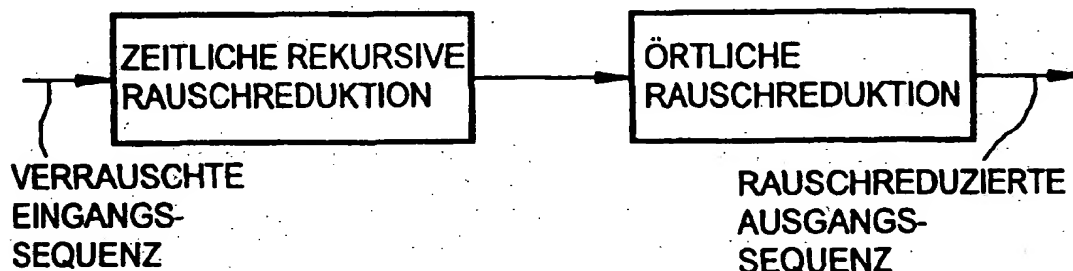 ZEITLICHE REKURSIVE
RAUSCHREDUKTION
ÖRTLICHE
RAUSCHREDUKTION
VERRAUSCHTE
EINGANGS-
SEQUENZ
RAUSCHREDUZIERTE
AUSGANGS-
SEQUENZ